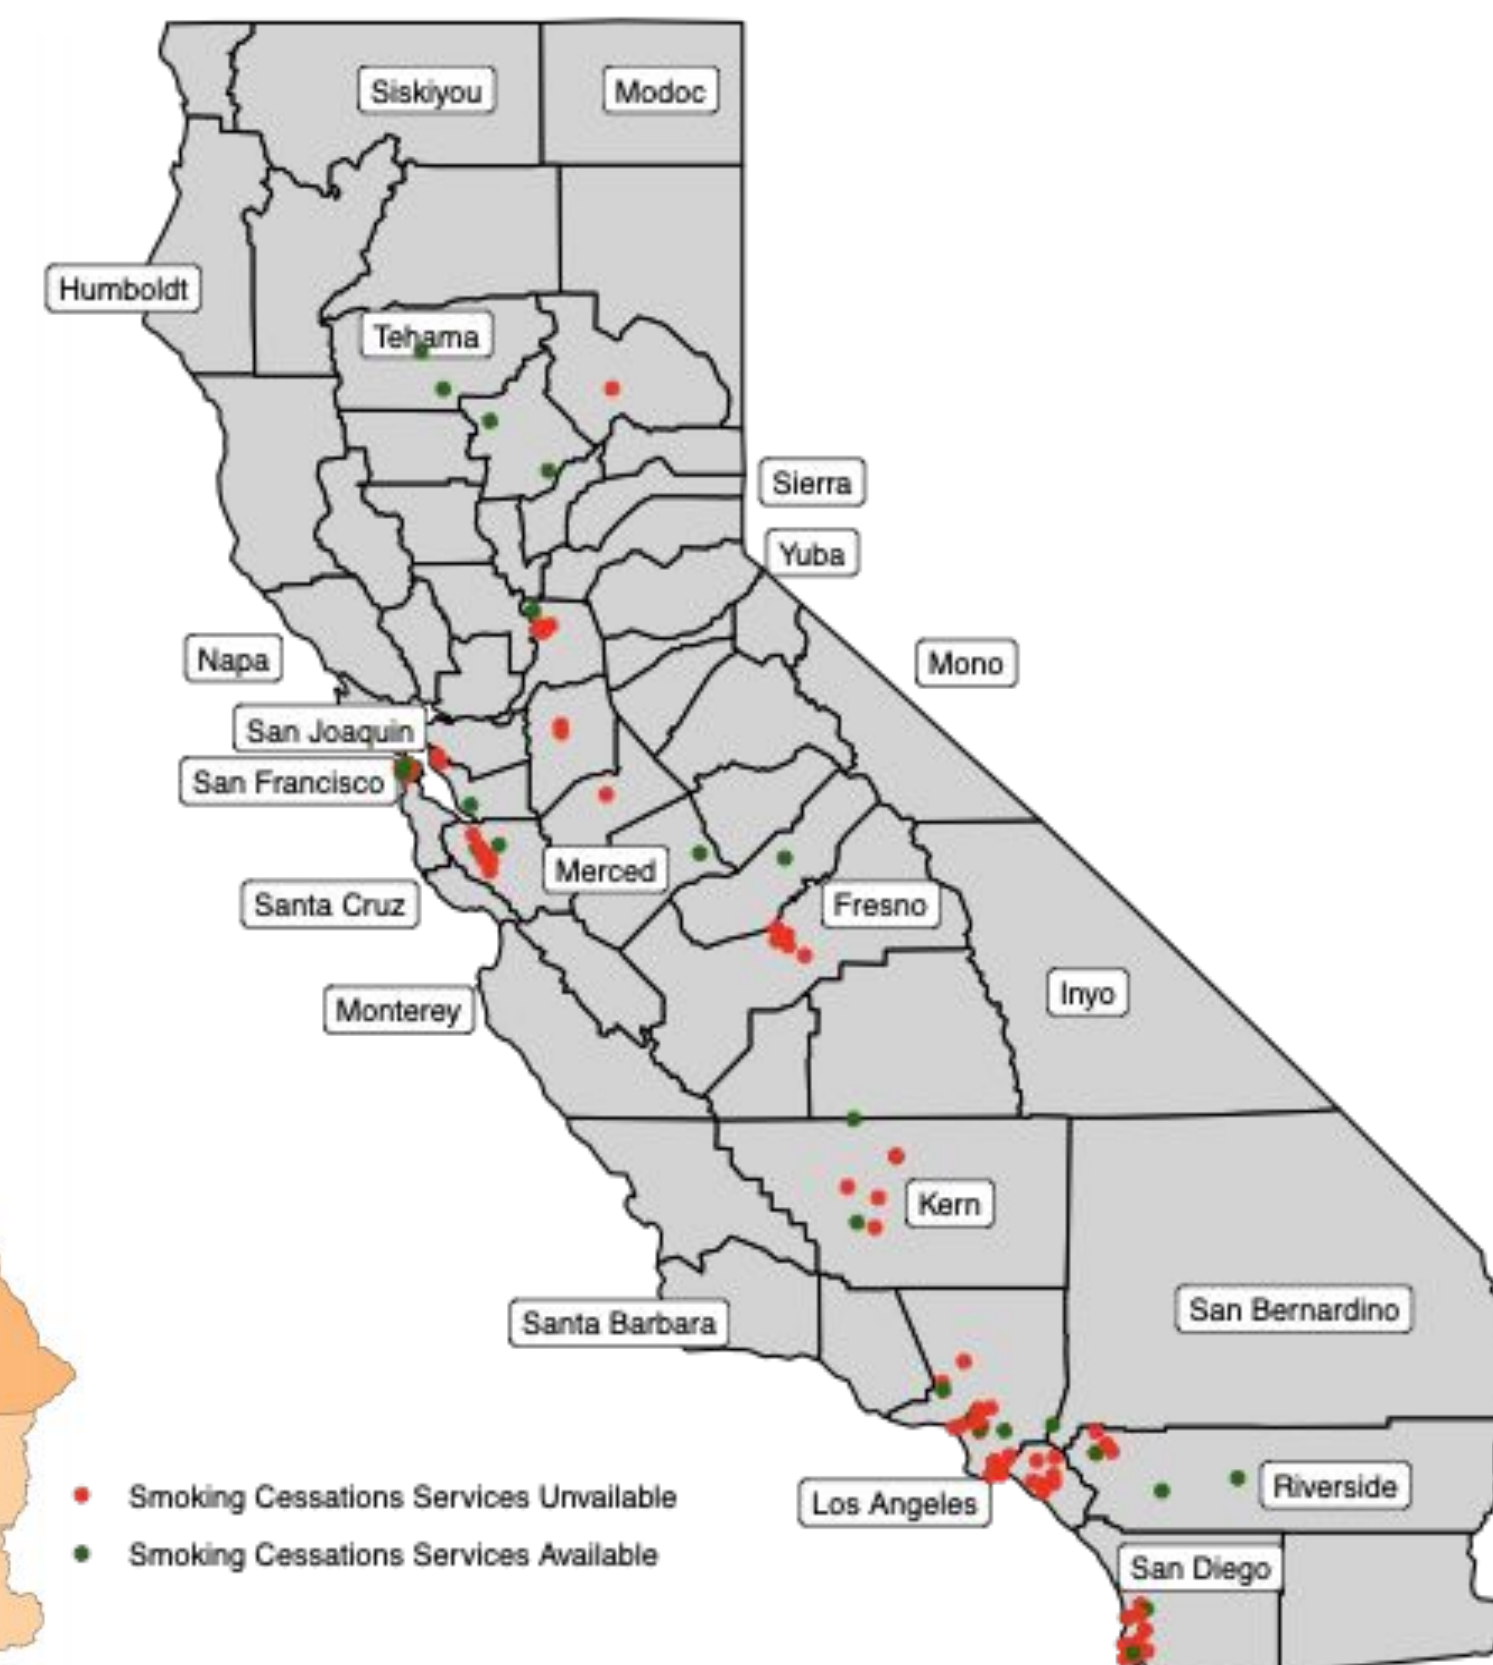 Siskiyou
Modoc
Humboldt
Tehama
Sierra
Yuba
Napa
Mono
San Joaquin
San Francisco
Merced
Santa Cruz
Fresno
Inyo
Monterey
Kern
San Bernardino
Santa Barbara
Riverside
Los Angeles
Smoking Cessations Services Unvailable
Smoking Cessations Services Available
San Diego